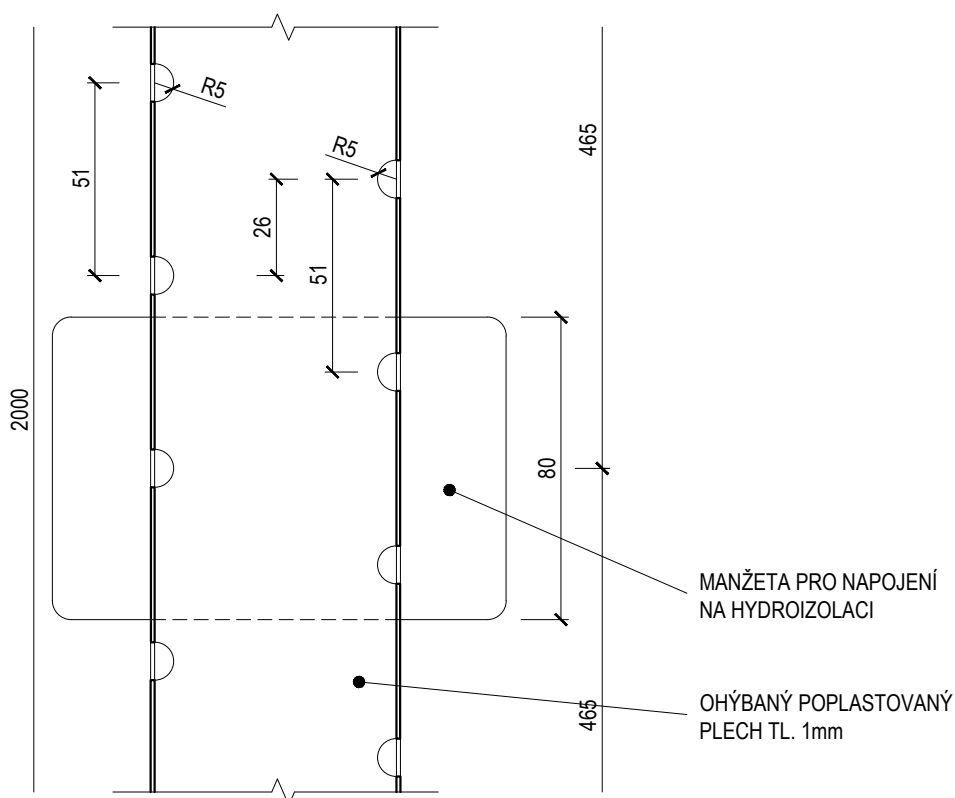 R5
465
R5
51
26
51
2000
80
MANŽETA PRO NAPOJENÍ
NA HYDROIZOLACI
OHÝBANÝ POPLASTOVANÝ
PLECH TL. 1mm
465